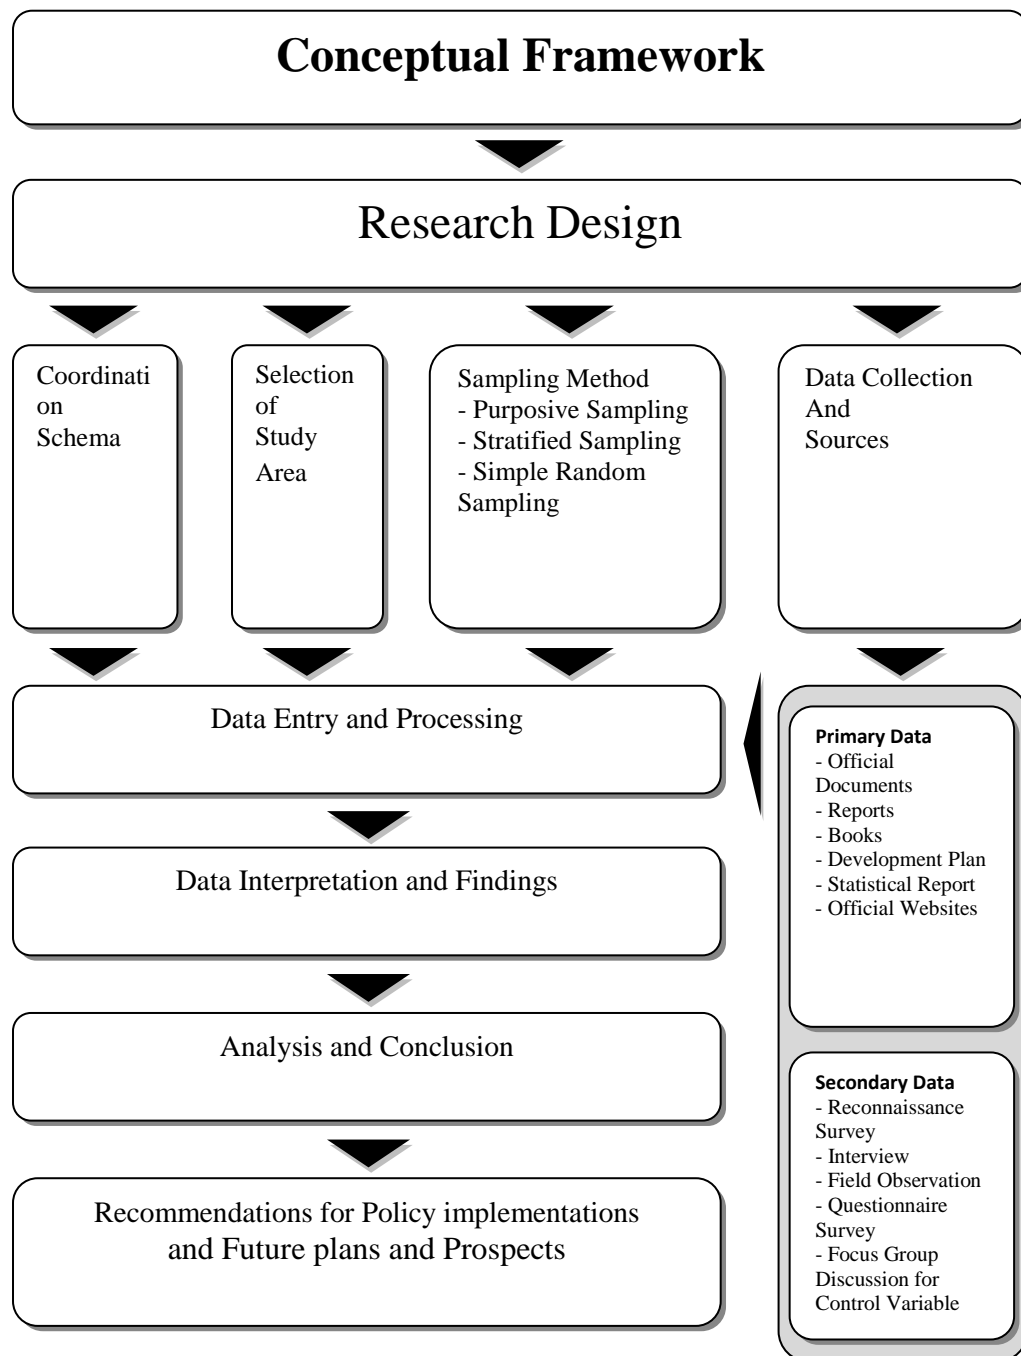 Conceptual Framework
Research Design
Coordinati
on
Schema
Selection
of
Study
Area
Sampling Method
- Purposive Sampling
- Stratified Sampling
- Simple Random
Sampling
Data Collection
And
Sources
Data Entry and Processing
Data Interpretation and Findings
Analysis and Conclusion
Recommendations for Policy implementations
and Future plans and Prospects
Primary Data
- Official
Documents
- Reports
- Books
- Development Plan
- Statistical Report
- Official Websites
Secondary Data
- Reconnaissance
Survey
- Interview
- Field Observation
- Questionnaire
Survey
- Focus Group
Discussion for
Control Variable